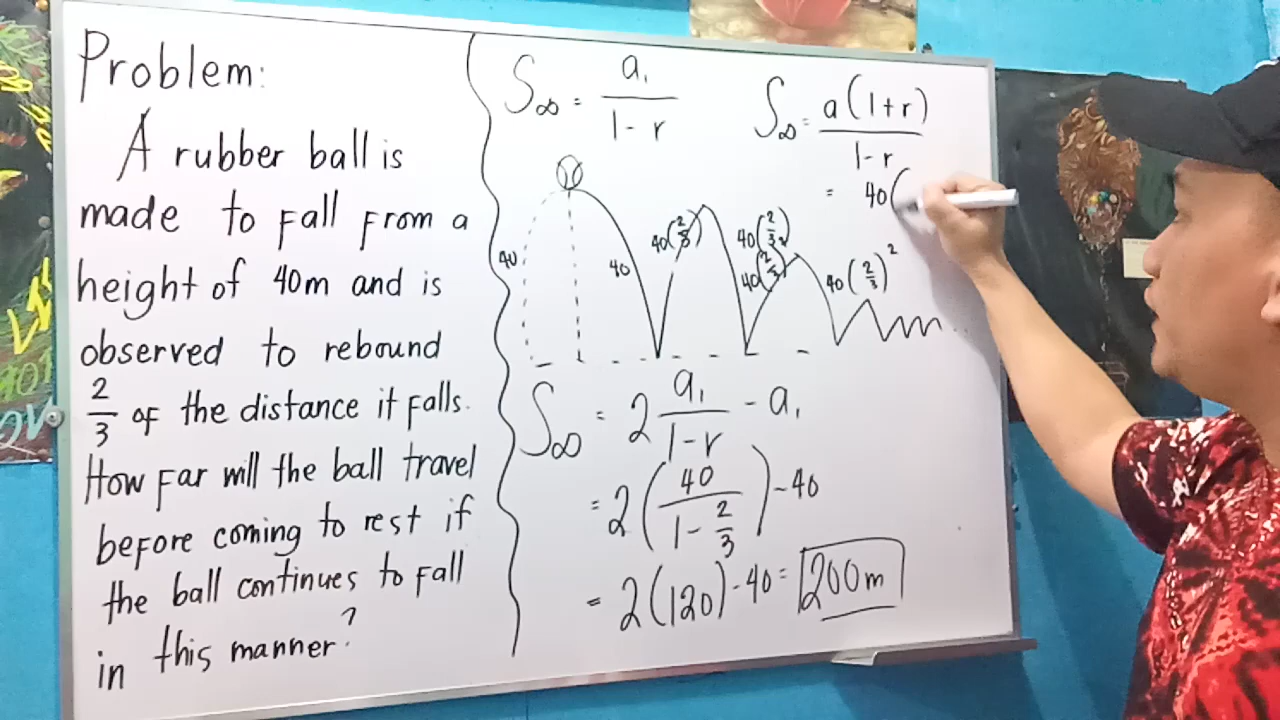 Problem:
A rubber ball is
made to fall from a
height of 40m and is
observed to rebound
2/3 of the distance it falls.
How far will the ball travel
before coming to rest if
the ball continues to fall
in this manner?
S∞ = a₁/(1-r)
S∞ = a(1+r)/(1-r)
= 40(
40
40
40(2/3)
40(2/3)
40(2/3)²
S∞ = 2 a₁/(1-r) - a₁
= 2(40/(1-2/3)) - 40
= 2(120) - 40 = 200m